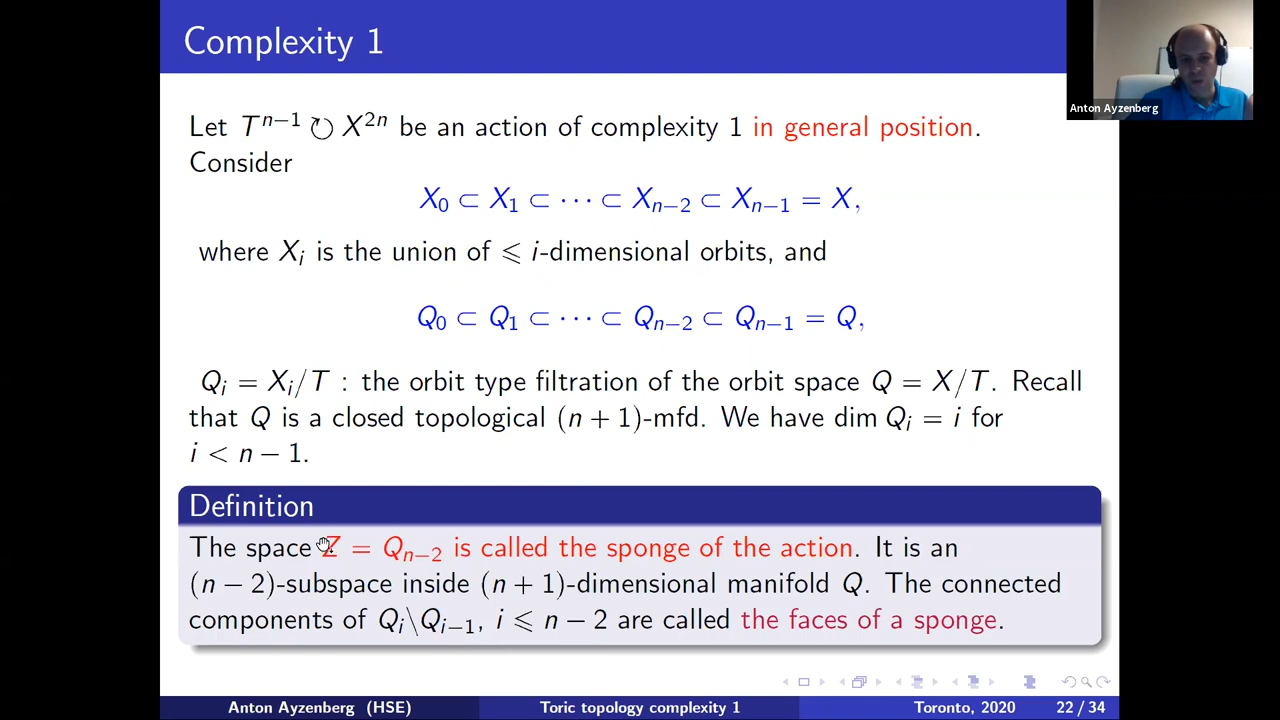 Complexity 1
Anton Ayzenberg
Let T^{n−1} ↻ X^{2n} be an action of complexity 1 in general position.
Consider
X_0 ⊂ X_1 ⊂ ⋯ ⊂ X_{n−2} ⊂ X_{n−1} = X,
where X_i is the union of ⩽ i-dimensional orbits, and
Q_0 ⊂ Q_1 ⊂ ⋯ ⊂ Q_{n−2} ⊂ Q_{n−1} = Q,
Q_i = X_i/T : the orbit type filtration of the orbit space Q = X/T. Recall
that Q is a closed topological (n + 1)-mfd. We have dim Q_i = i for
i < n − 1.
Definition
The space Z = Q_{n−2} is called the sponge of the action. It is an
(n − 2)-subspace inside (n + 1)-dimensional manifold Q. The connected
components of Q_i\Q_{i−1}, i ⩽ n − 2 are called the faces of a sponge.
Anton Ayzenberg (HSE) Toric topology complexity 1 Toronto, 2020 22 / 34